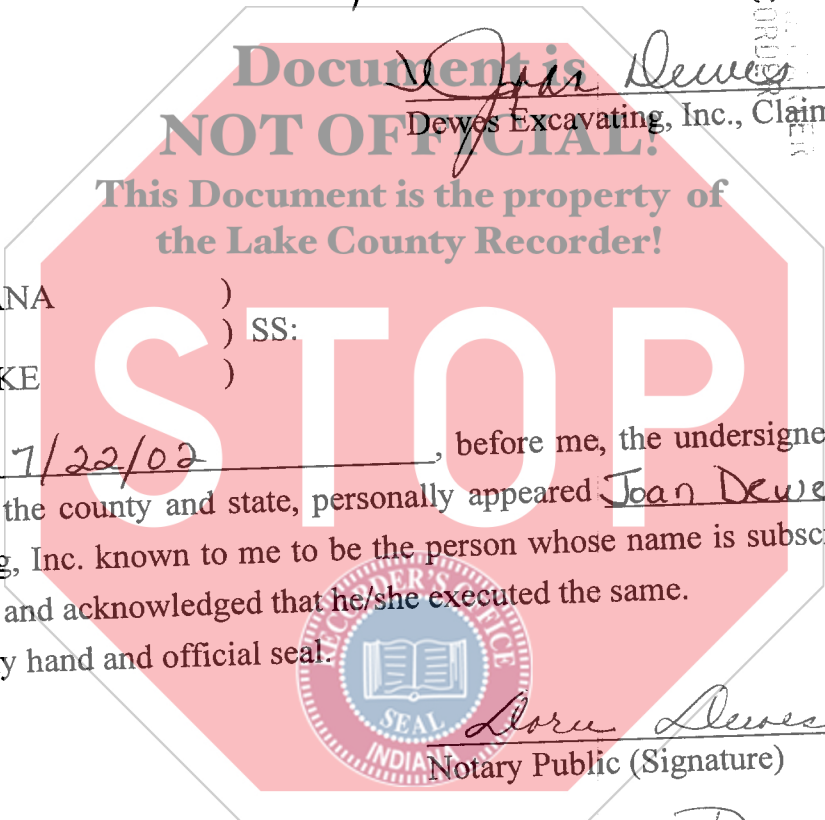 Document is
Joan Dewes
NOT OFFICIAL!
Dewes Excavating, Inc., Claim
This Document is the property of
the Lake County Recorder!
ANA )
) SS:
KE )
STOP
7/22/02, before me, the undersigne
the county and state, personally appeared Joan Dewe
g, Inc. known to me to be the person whose name is subscr
and acknowledged that he/she executed the same.
y hand and official seal.
RECORDER'S OFFICE
SEAL
INDIANA
Dewes
Notary Public (Signature)